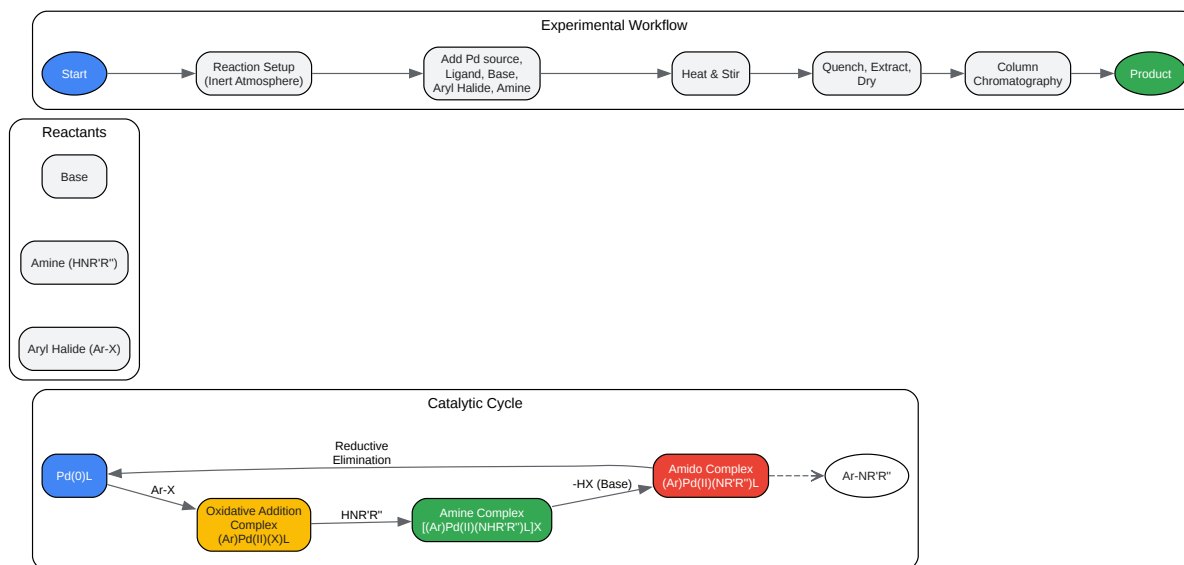 Experimental Workflow
Start
Reaction Setup
(Inert Atmosphere)
Add Pd source,
Ligand, Base,
Aryl Halide, Amine
Heat & Stir
Quench, Extract,
Dry
Column
Chromatography
Product
Reactants
Base
Amine (HNR'R'')
Aryl Halide (Ar-X)
Catalytic Cycle
Reductive
Elimination
Pd(0)L
Ar-X
Oxidative Addition
Complex
(Ar)Pd(II)(X)L
HNR'R''
Amine Complex
[(Ar)Pd(II)(NHR'R'')L]X
-HX (Base)
Amido Complex
(Ar)Pd(II)(NR'R'')L
Ar-NR'R''